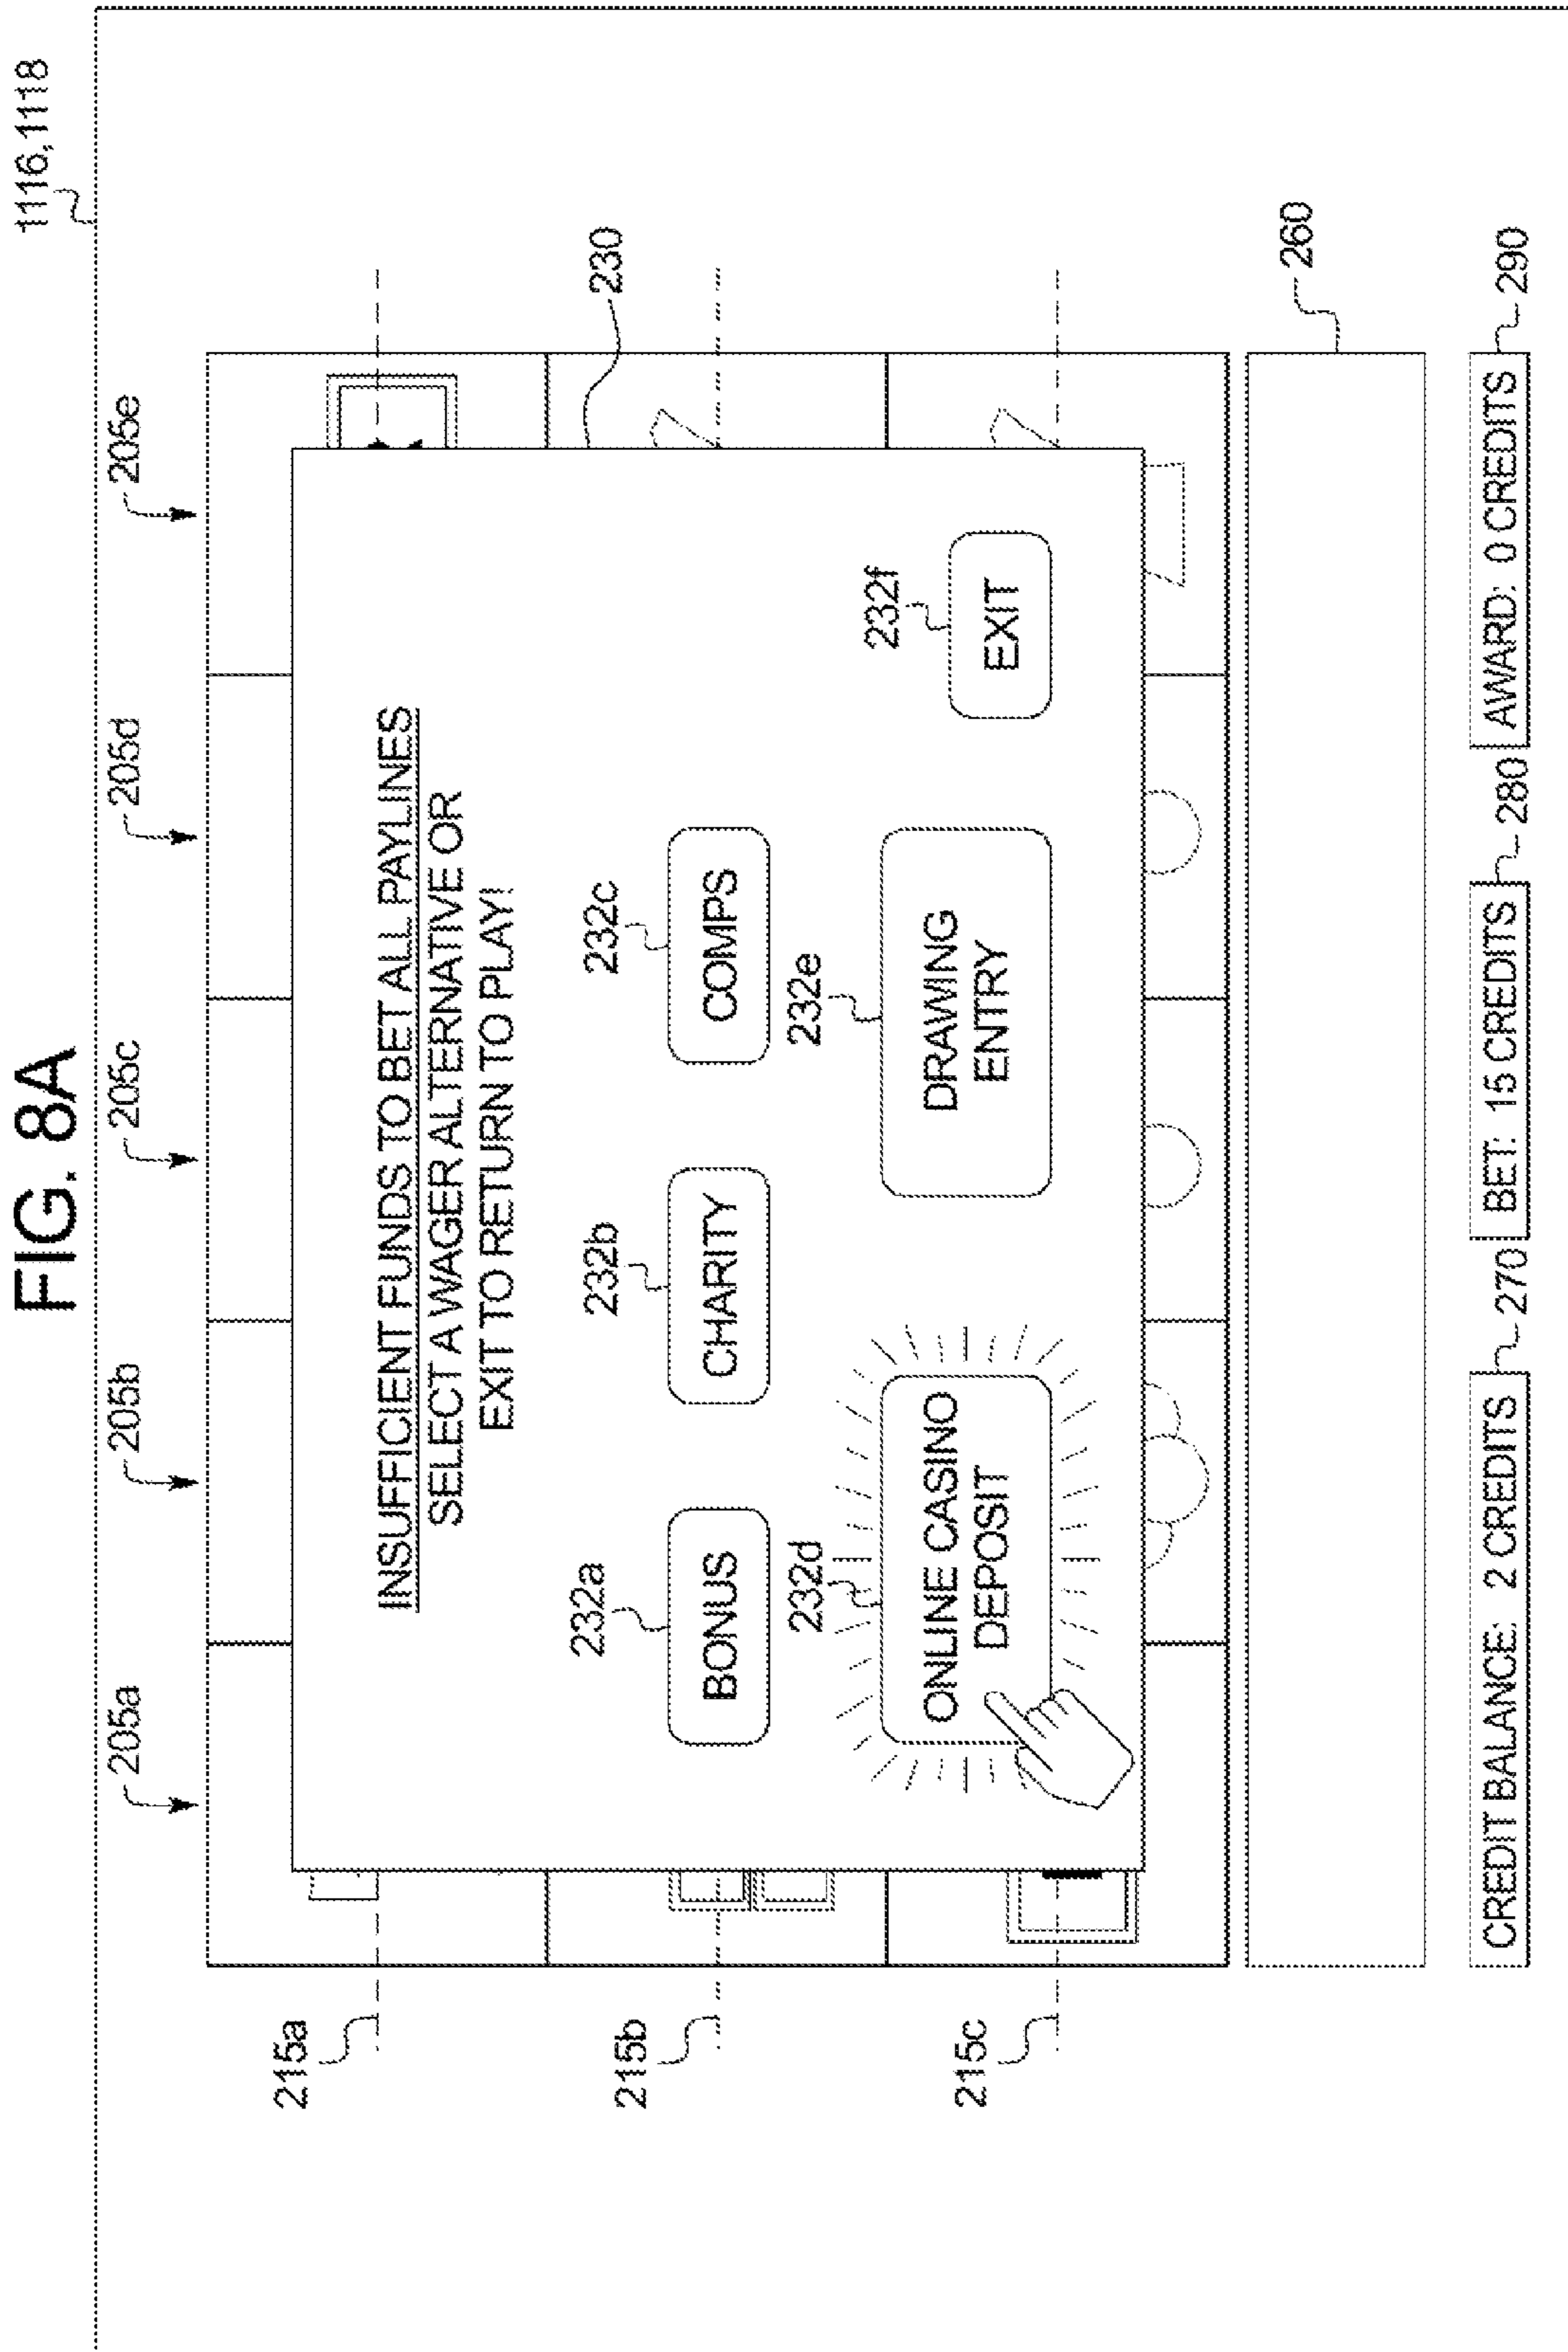 FIG. 8A
1116,1118
205a
205b
205c
205d
205e
215a
215b
215c
230
INSUFFICIENT FUNDS TO BET ALL PAYLINES
SELECT A WAGER ALTERNATIVE OR
EXIT TO RETURN TO PLAY!
232a
232b
232c
BONUS
CHARITY
COMPS
232d
232e
232f
ONLINE CASINO
DEPOSIT
DRAWING
ENTRY
EXIT
260
CREDIT BALANCE: 2 CREDITS
270
BET: 15 CREDITS
280
AWARD: 0 CREDITS
290